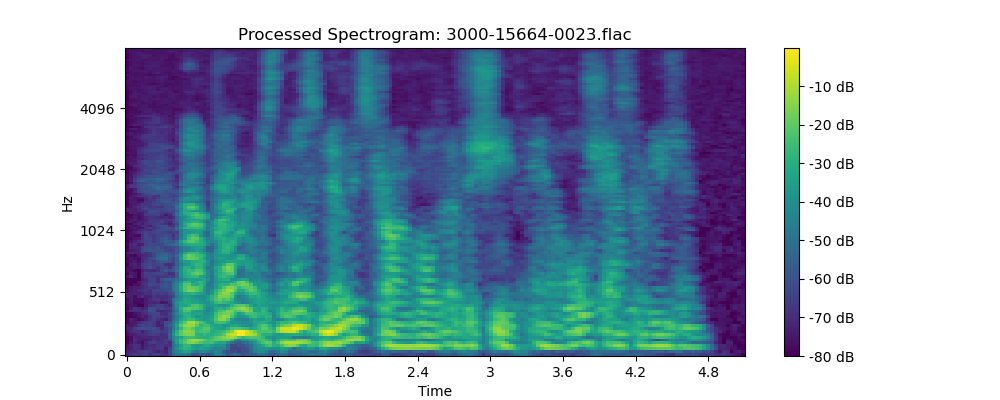 Processed Spectrogram: 3000-15664-0023.flac
Hz
4096
2048
1024
512
0
0 0.6 1.2 1.8 2.4 3 3.6 4.2 4.8
Time
-10 dB
-20 dB
-30 dB
-40 dB
-50 dB
-60 dB
-70 dB
-80 dB